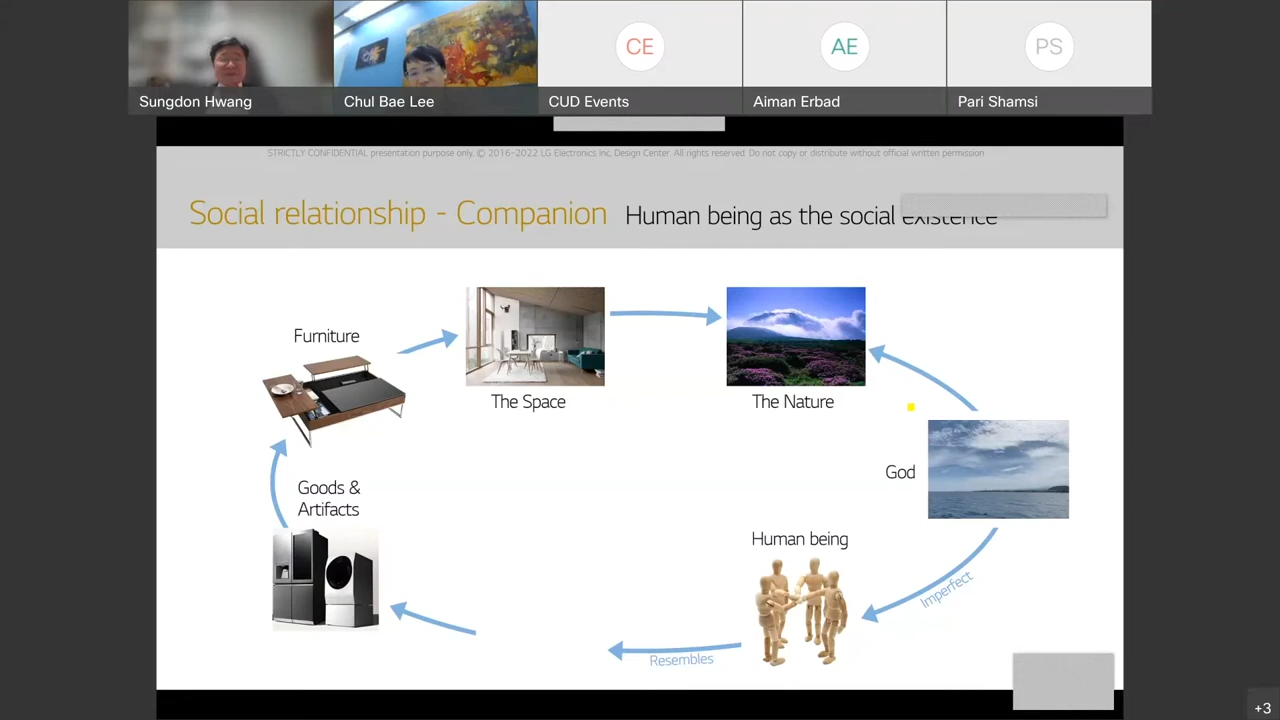 CE
AE
PS
Sungdon Hwang
Chul Bae Lee
CUD Events
Aiman Erbad
Pari Shamsi
STRICTLY CONFIDENTIAL presentation purpose only, © 2016-2022 LG Electronics Inc, Design Center. All rights reserved. Do not copy or distribute without official written permission
Social relationship - Companion Human being as the social existence
Furniture
The Space
The Nature
God
Goods &
Artifacts
Human being
Imperfect
Resembles
+3